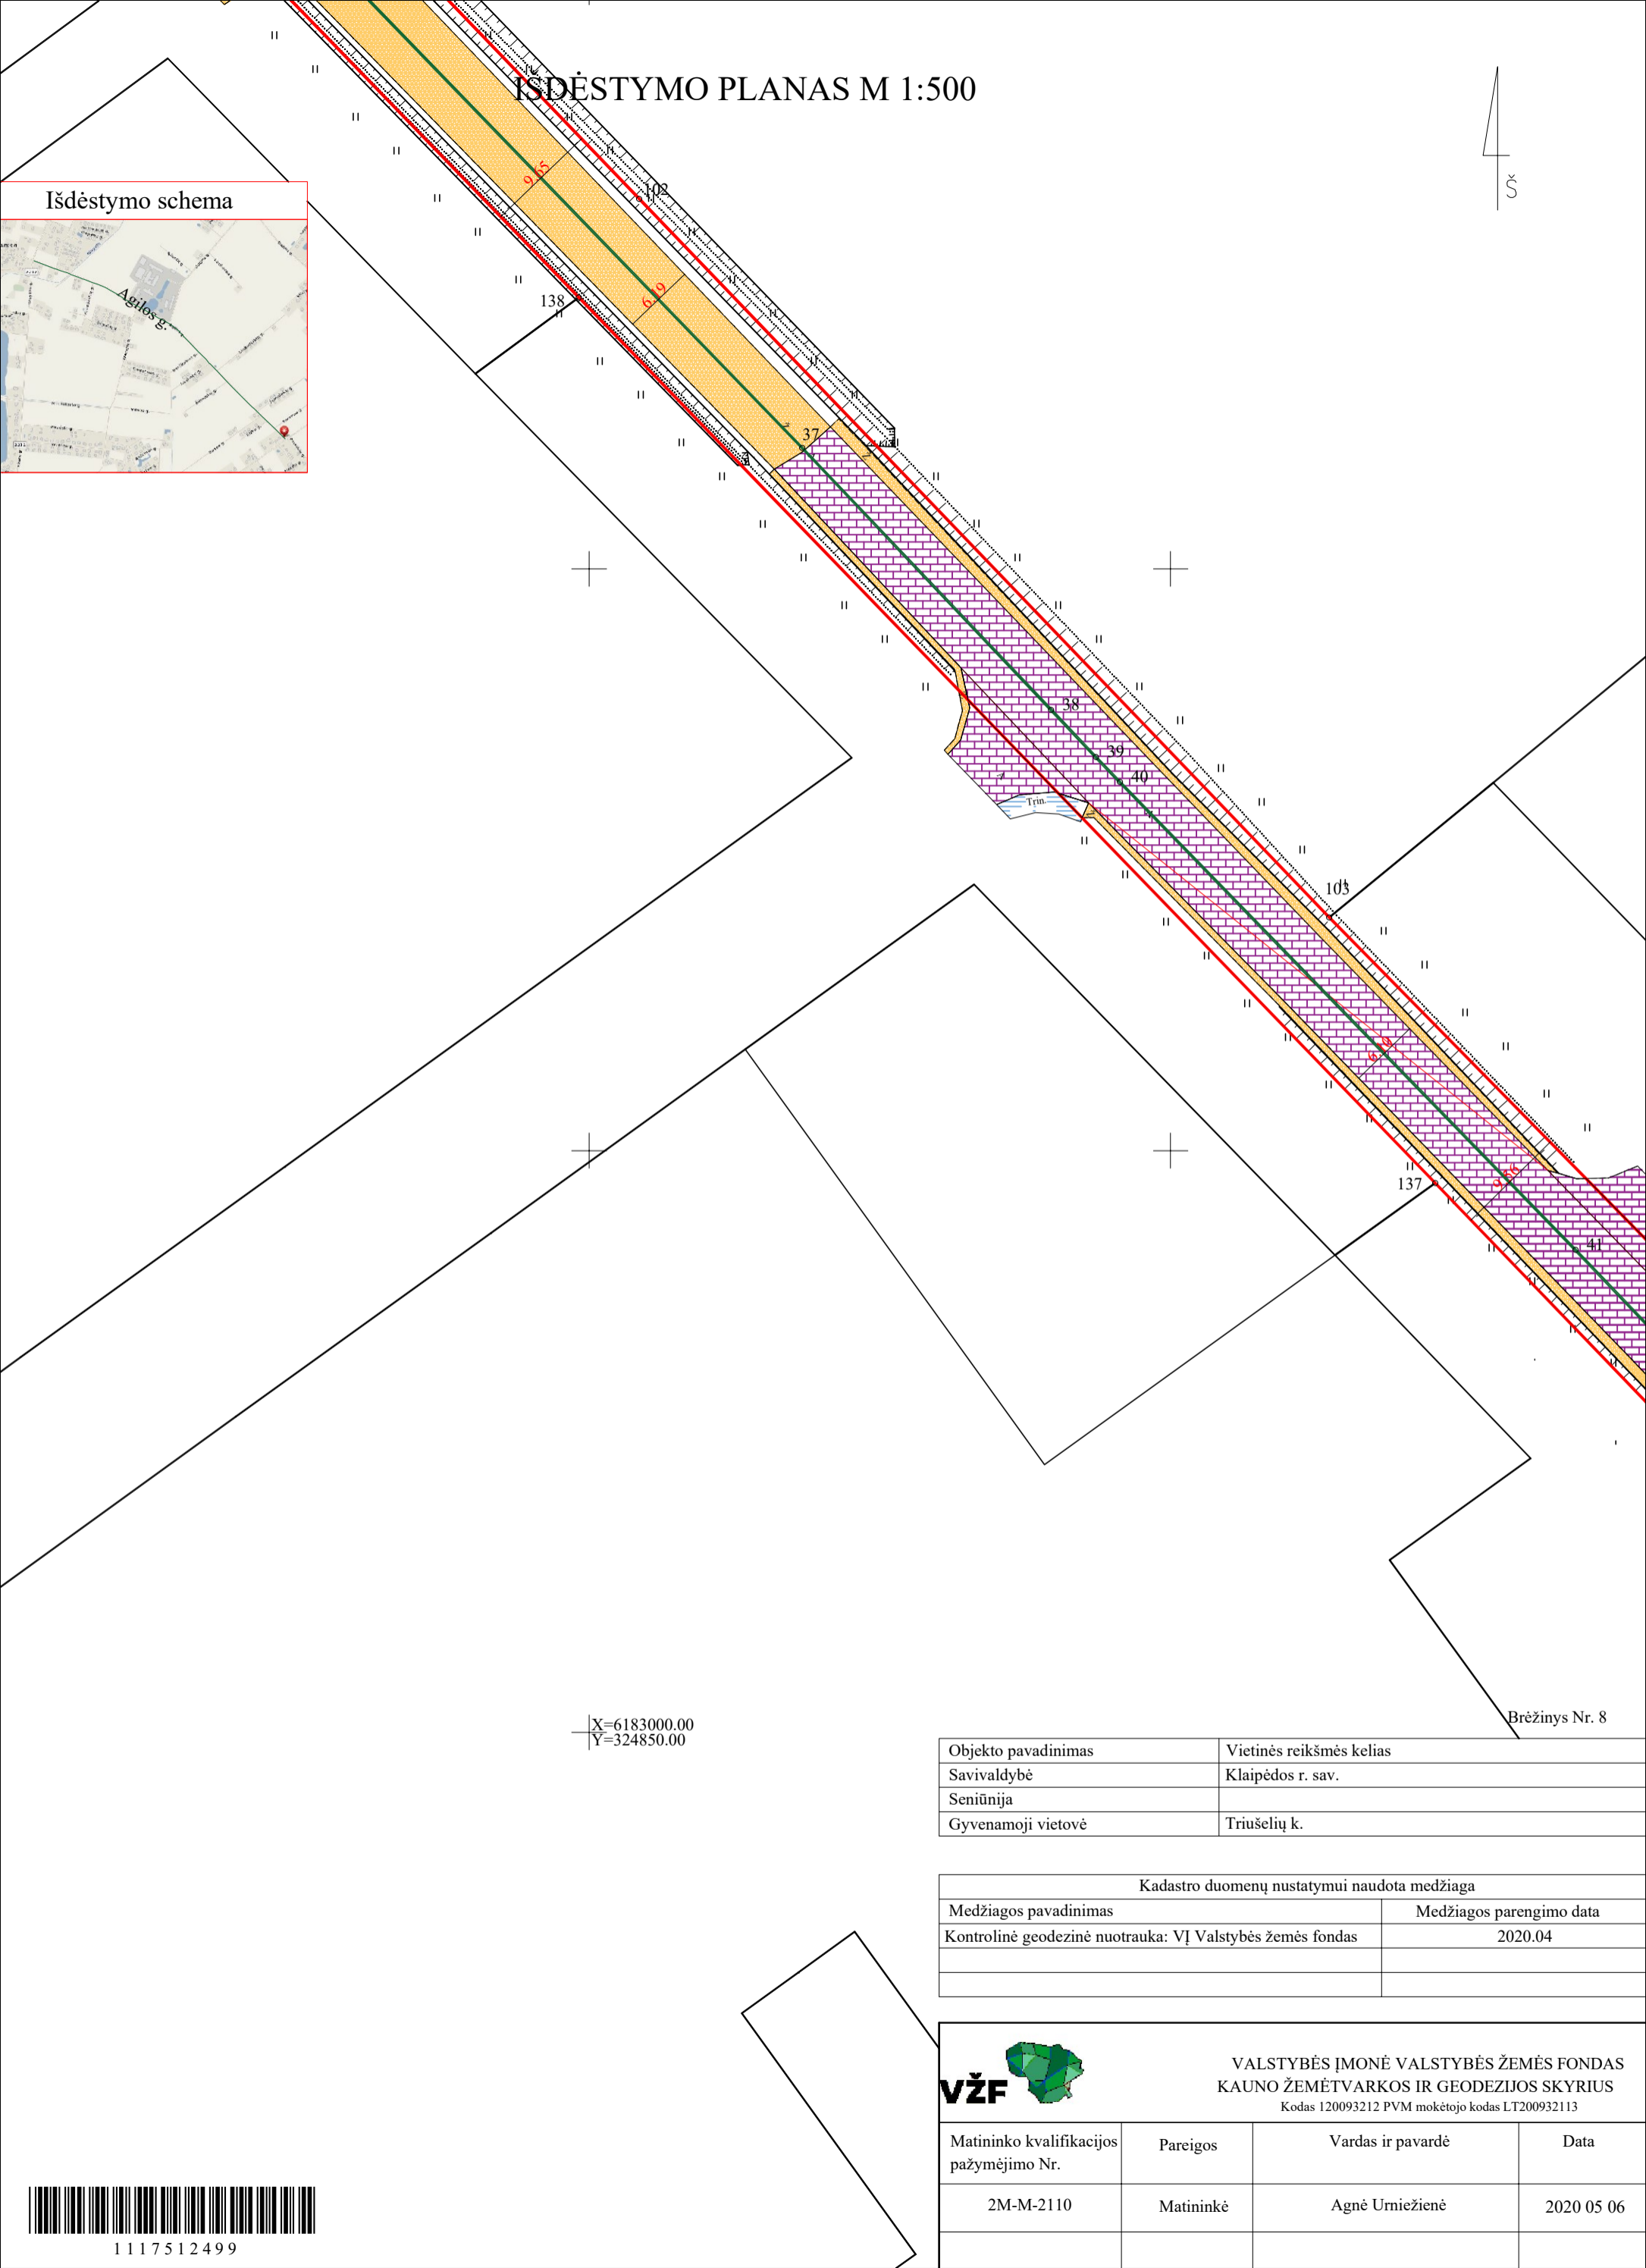 IŠDĖSTYMO PLANAS M 1:500
Š
Išdėstymo schema
Agilos g.
9.65
102
6.19
138
37
38
39
40
Trin.
103
6.19
137
9.56
41
X=6183000.00
Y=324850.00
Brėžinys Nr. 8
Objekto pavadinimas Vietinės reikšmės kelias
Savivaldybė Klaipėdos r. sav.
Seniūnija
Gyvenamoji vietovė Triušelių k.
Kadastro duomenų nustatymui naudota medžiaga
Medžiagos pavadinimas Medžiagos parengimo data
Kontrolinė geodezinė nuotrauka: VĮ Valstybės žemės fondas 2020.04
VŽF
VALSTYBĖS ĮMONĖ VALSTYBĖS ŽEMĖS FONDAS
KAUNO ŽEMĖTVARKOS IR GEODEZIJOS SKYRIUS
Kodas 120093212 PVM mokėtojo kodas LT200932113
Matininko kvalifikacijos pažymėjimo Nr. Pareigos Vardas ir pavardė Data
2M-M-2110 Matininkė Agnė Urniežienė 2020 05 06
1117512499